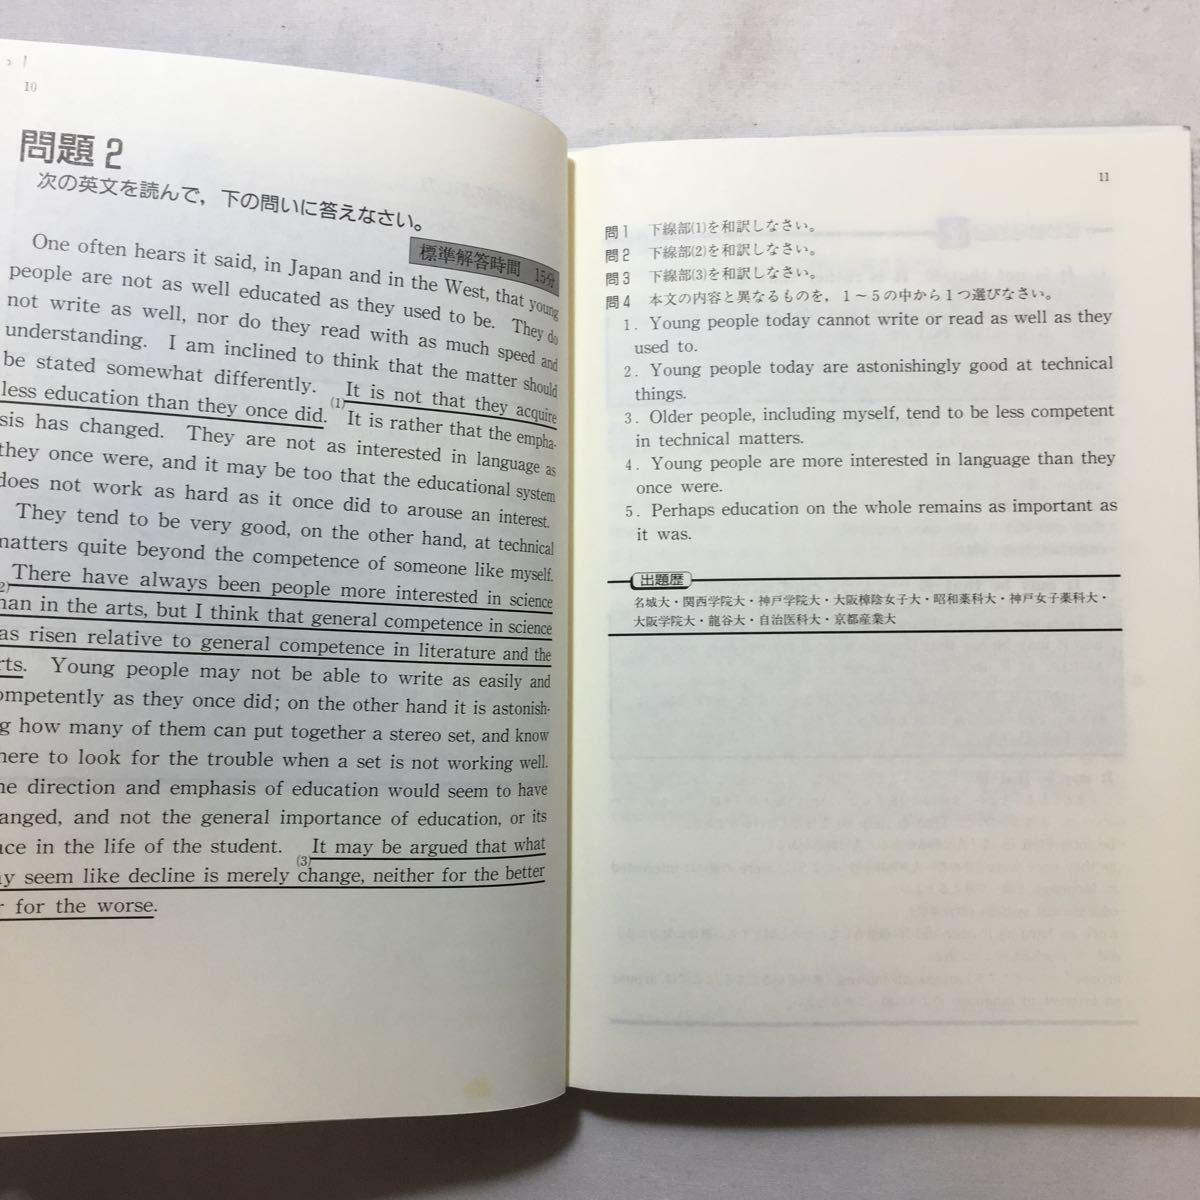 10
問題2
次の英文を読んで，下の問いに答えなさい。
標準解答時間 15分
One often hears it said, in Japan and in the West, that young
people are not as well educated as they used to be. They do
not write as well, nor do they read with as much speed and
understanding. I am inclined to think that the matter should
be stated somewhat differently. It is not that they acquire
(1)
less education than they once did. It is rather that the empha-
sis has changed. They are not as interested in language as
they once were, and it may be too that the educational system
does not work as hard as it once did to arouse an interest.
They tend to be very good, on the other hand, at technical
matters quite beyond the competence of someone like myself.
There have always been people more interested in science
2)
han in the arts, but I think that general competence in science
as risen relative to general competence in literature and the
rts. Young people may not be able to write as easily and
ompetently as they once did; on the other hand it is astonish-
g how many of them can put together a stereo set, and know
here to look for the trouble when a set is not working well.
he direction and emphasis of education would seem to have
anged, and not the general importance of education, or its
ace in the life of the student. It may be argued that what
(3)
ay seem like decline is merely change, neither for the better
r for the worse.
11
問1 下線部(1)を和訳しなさい。
問2 下線部(2)を和訳しなさい。
問3 下線部(3)を和訳しなさい。
問4 本文の内容と異なるものを，1～5の中から1つ選びなさい。
1. Young people today cannot write or read as well as they
used to.
2. Young people today are astonishingly good at technical
things.
3. Older people, including myself, tend to be less competent
in technical matters.
4. Young people are more interested in language than they
once were.
5. Perhaps education on the whole remains as important as
it was.
出題歴
名城大・関西学院大・神戸学院大・大阪樟蔭女子大・昭和薬科大・神戸女子薬科大・
大阪学院大・龍谷大・自治医科大・京都産業大